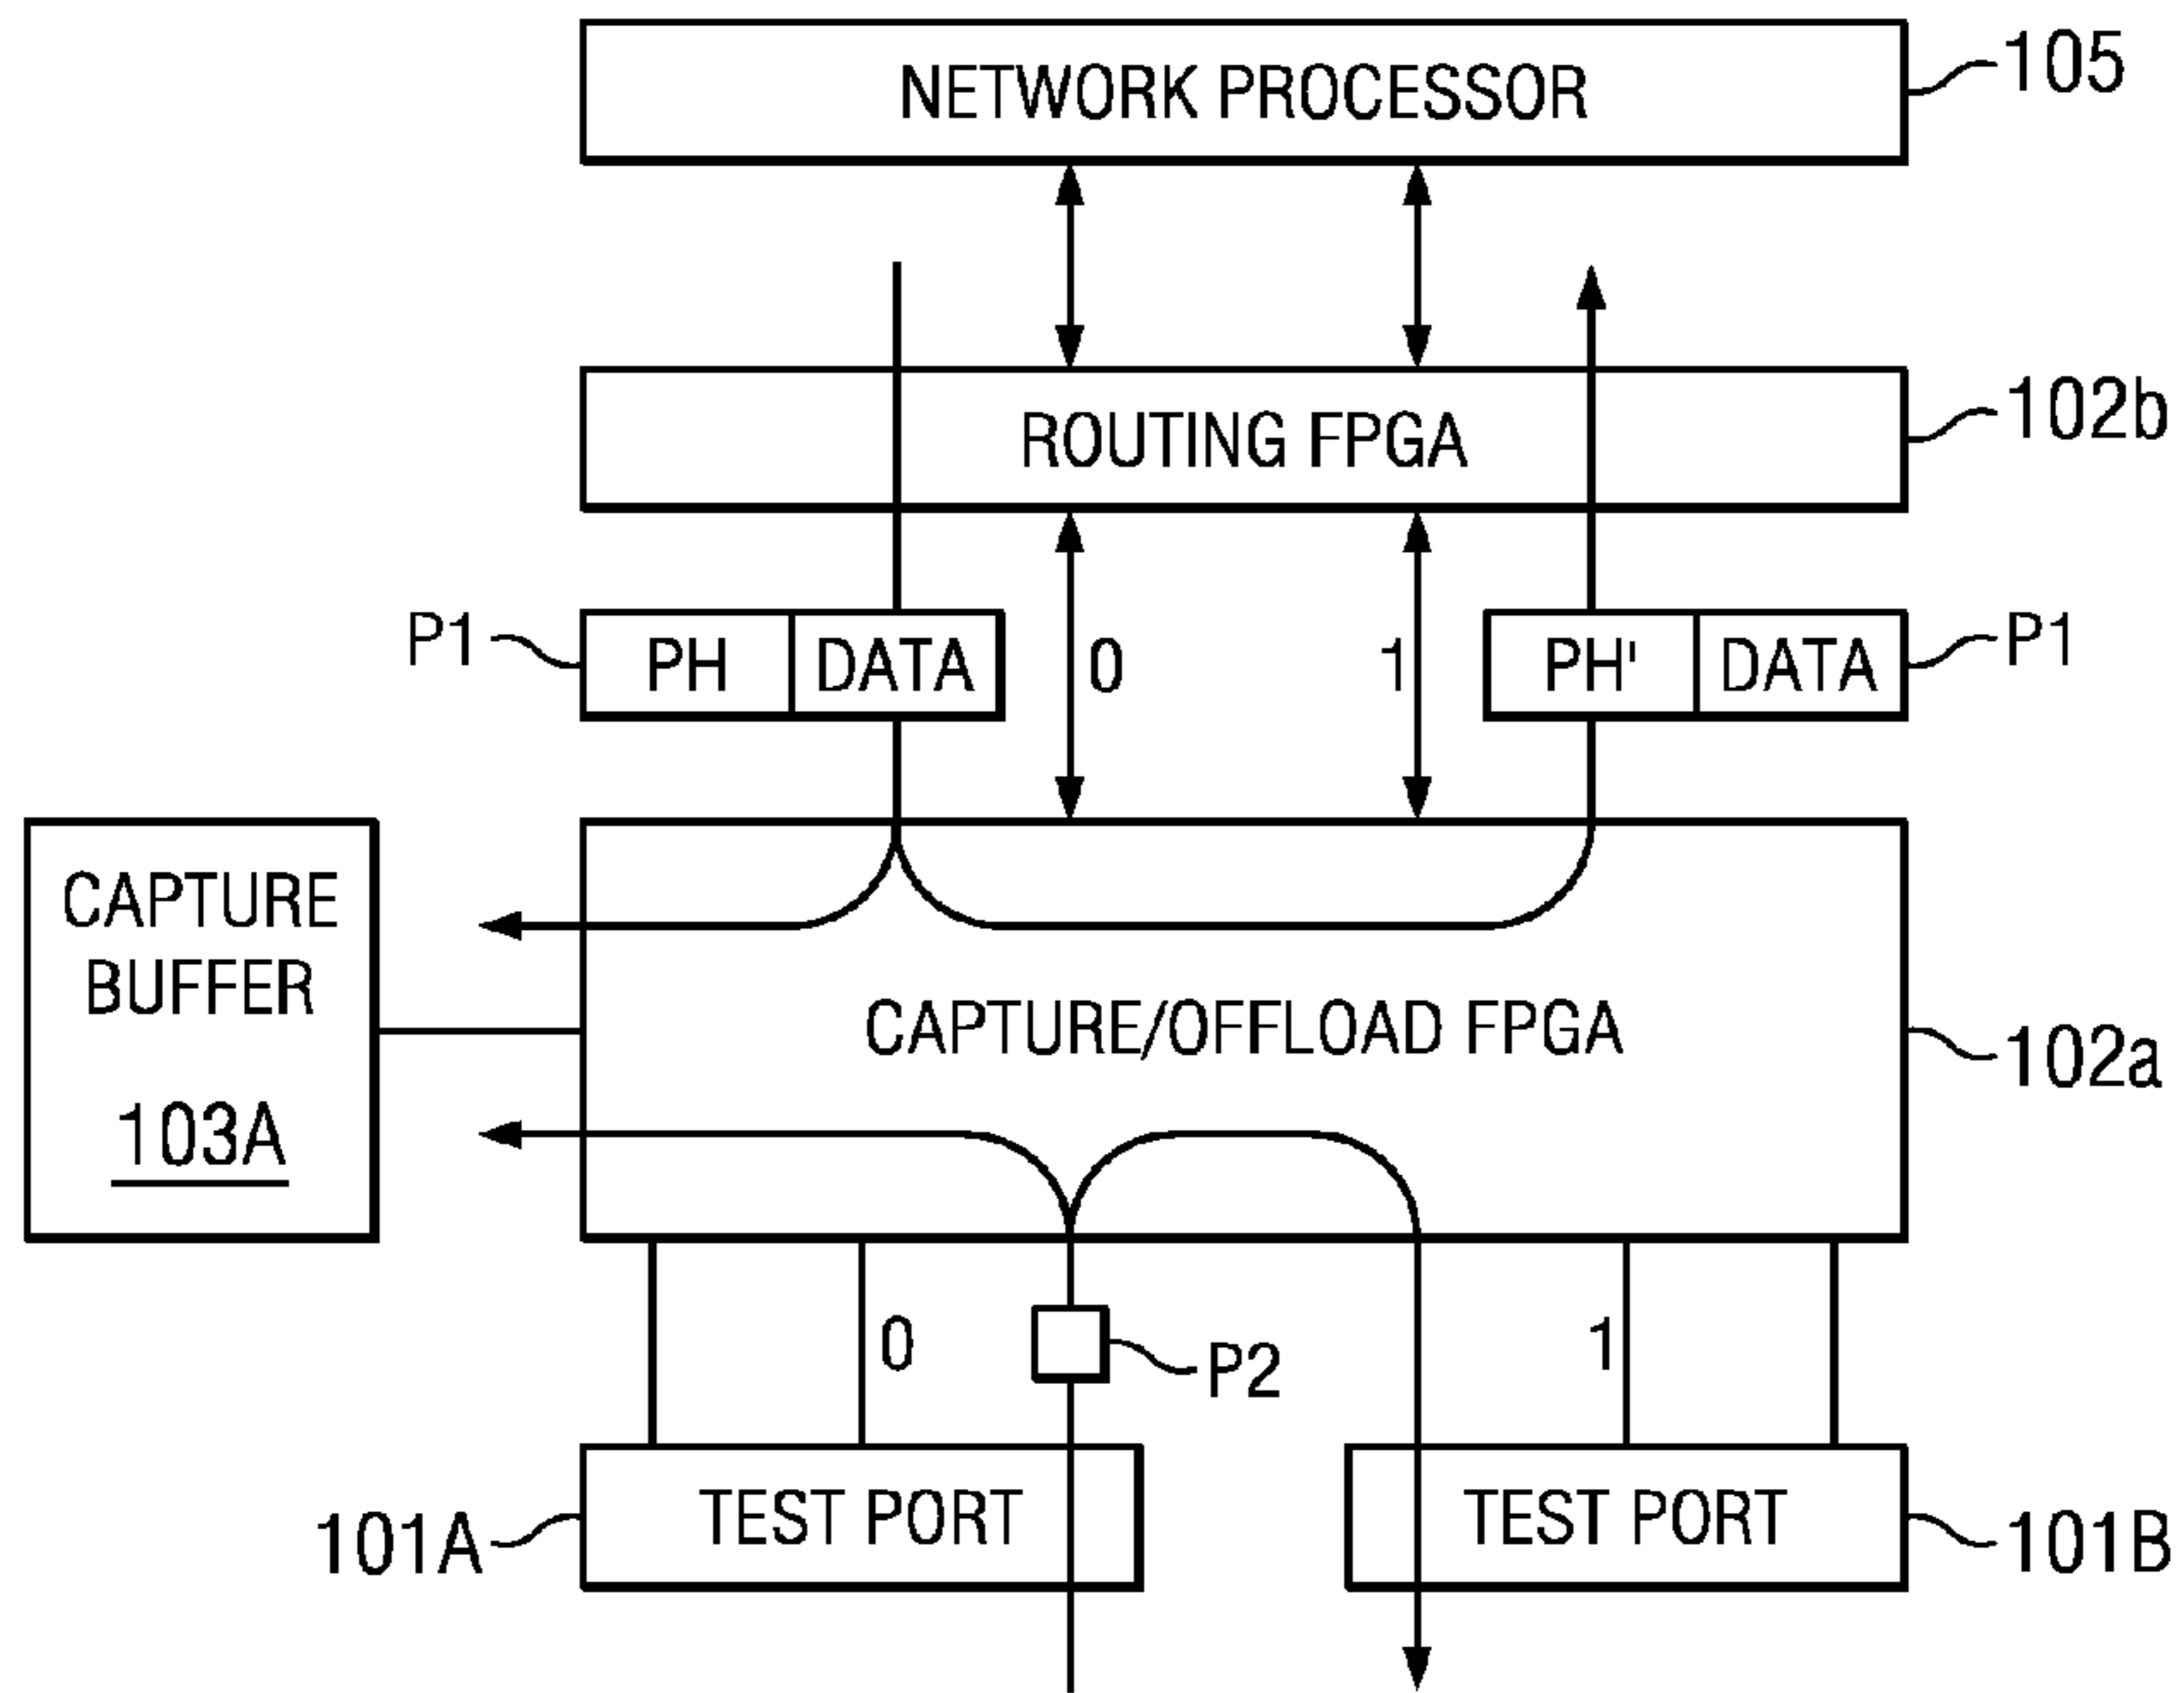 NETWORK PROCESSOR
105
ROUTING FPGA
102b
P1
PH
DATA
0
1
PH'
DATA
P1
CAPTURE
BUFFER
103A
CAPTURE/OFFLOAD FPGA
102a
0
P2
1
101A
TEST PORT
TEST PORT
101B